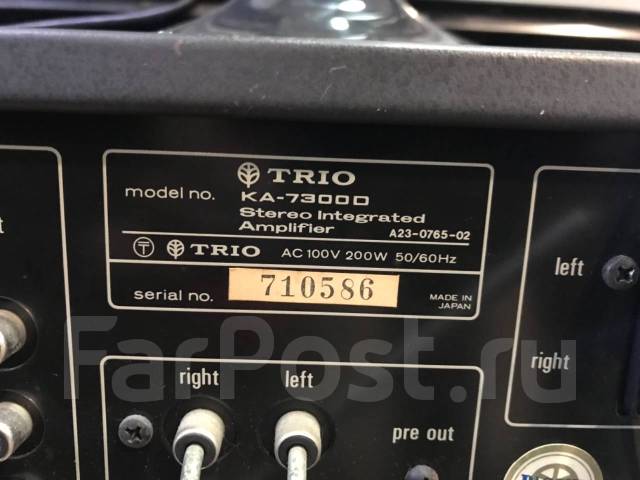 TRIO
model no. KA-7300D
Stereo Integrated
Amplifier A23-0765-02
TRIO AC 100V 200W 50/60Hz
serial no. 710586 MADE IN
JAPAN
left
right
right left
pre out
FarPost.ru